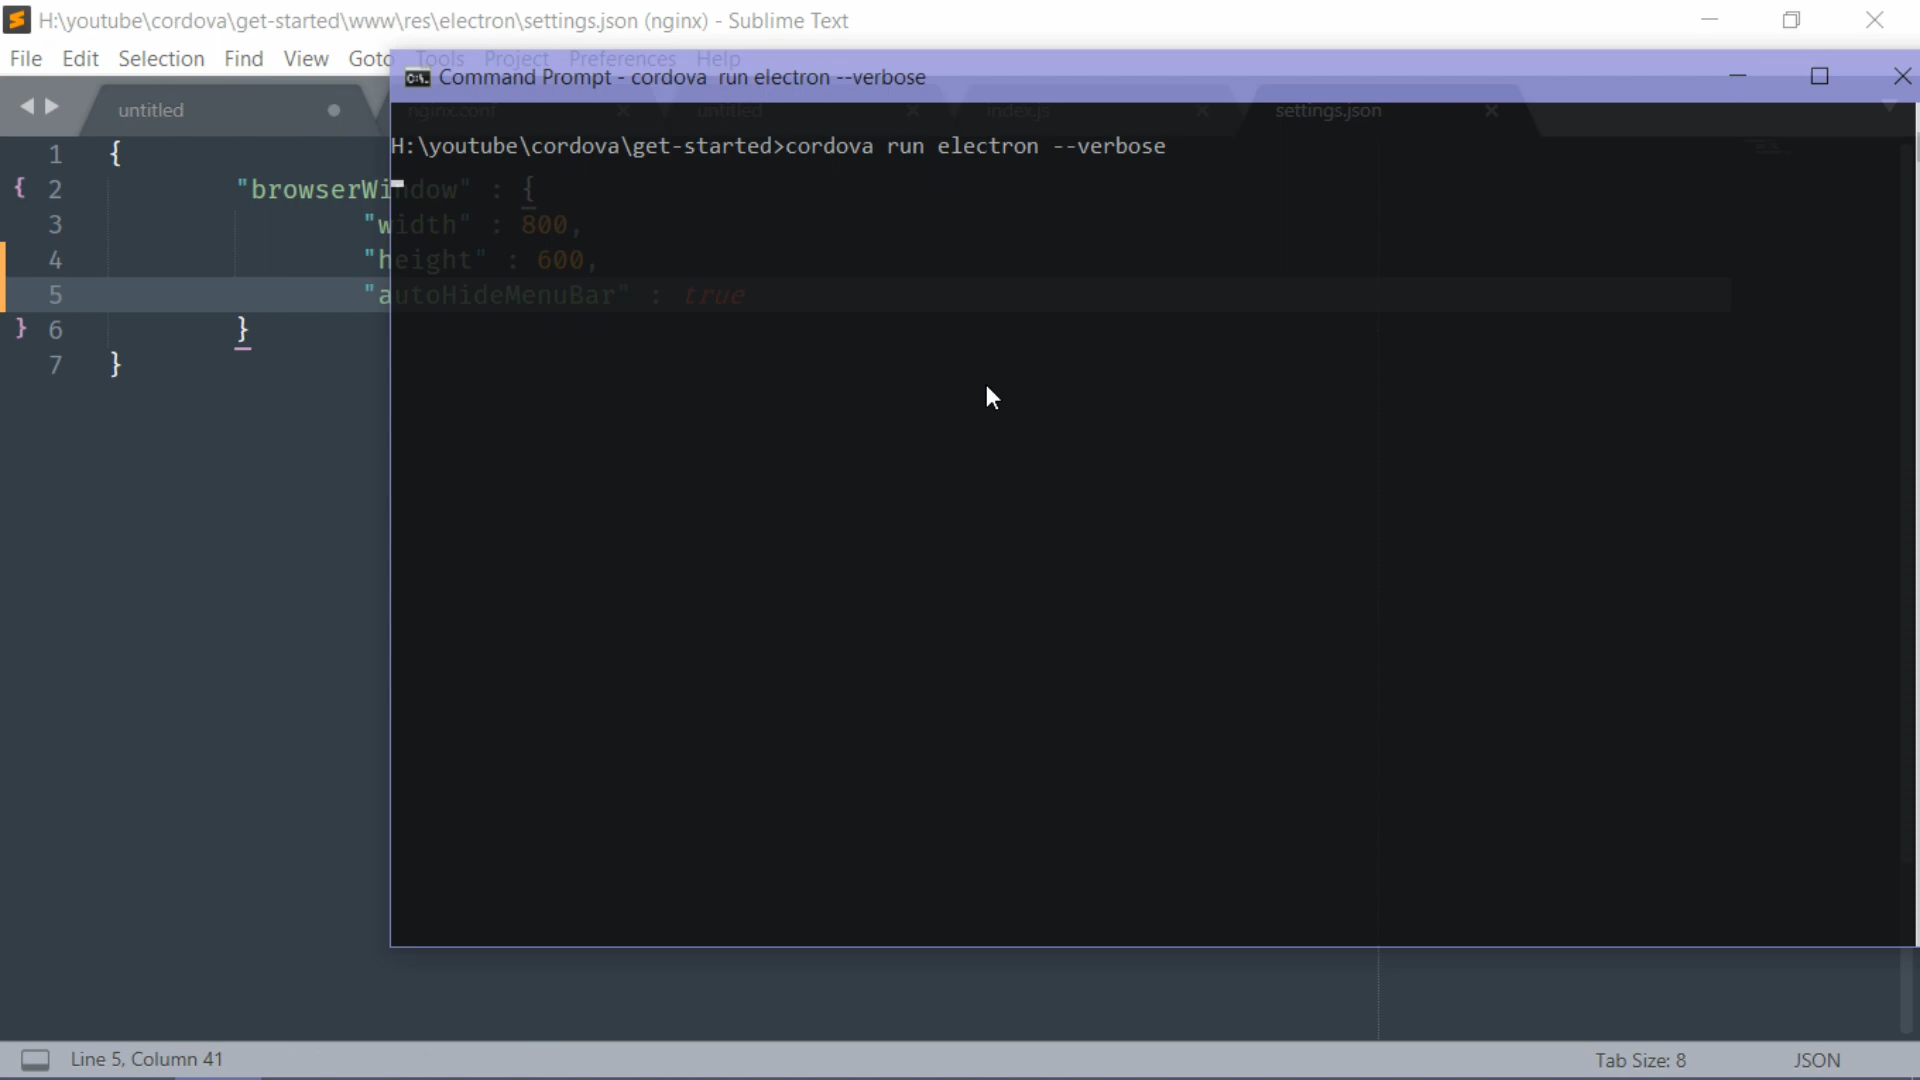 H:\youtube\cordova\get-started\www\res\electron\settings.json (nginx) - Sublime Text
File Edit Selection Find View Goto Tools Project Preferences Help
Command Prompt - cordova  run electron --verbose
untitled nginx.conf untitled index.js settings.json
H:\youtube\cordova\get-started>cordova run electron --verbose
1 {
{ 2 "browserWindow" : {
3 "width" : 800,
4 "height" : 600,
5 "autoHideMenuBar" : true
} 6 }
7 }
Line 5, Column 41 Tab Size: 8 JSON